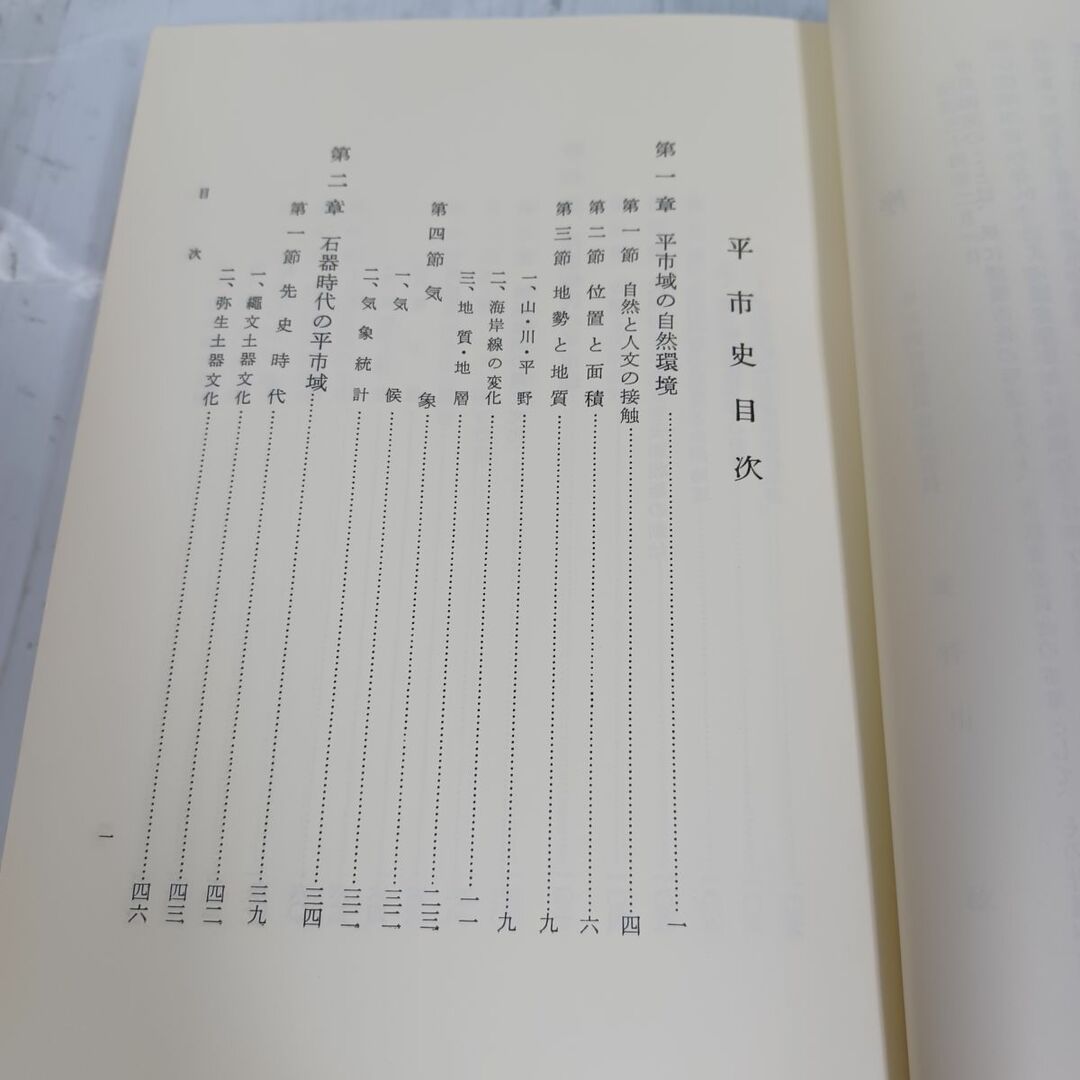 平市史目次
第一章 平市域の自然環境……一
第一節 自然と人文の接触……四
第二節 位置と面積……六
第三節 地勢と地質……九
一、山・川・平野……九
二、海岸線の変化……一一
三、地質・地層……二三
第四節 気象……三二
一、気候……三二
二、気象統計……三四
第二章 石器時代の平市域……三九
第一節 先史時代……四二
一、繩文土器文化……四三
二、弥生土器文化……四六
目次
一